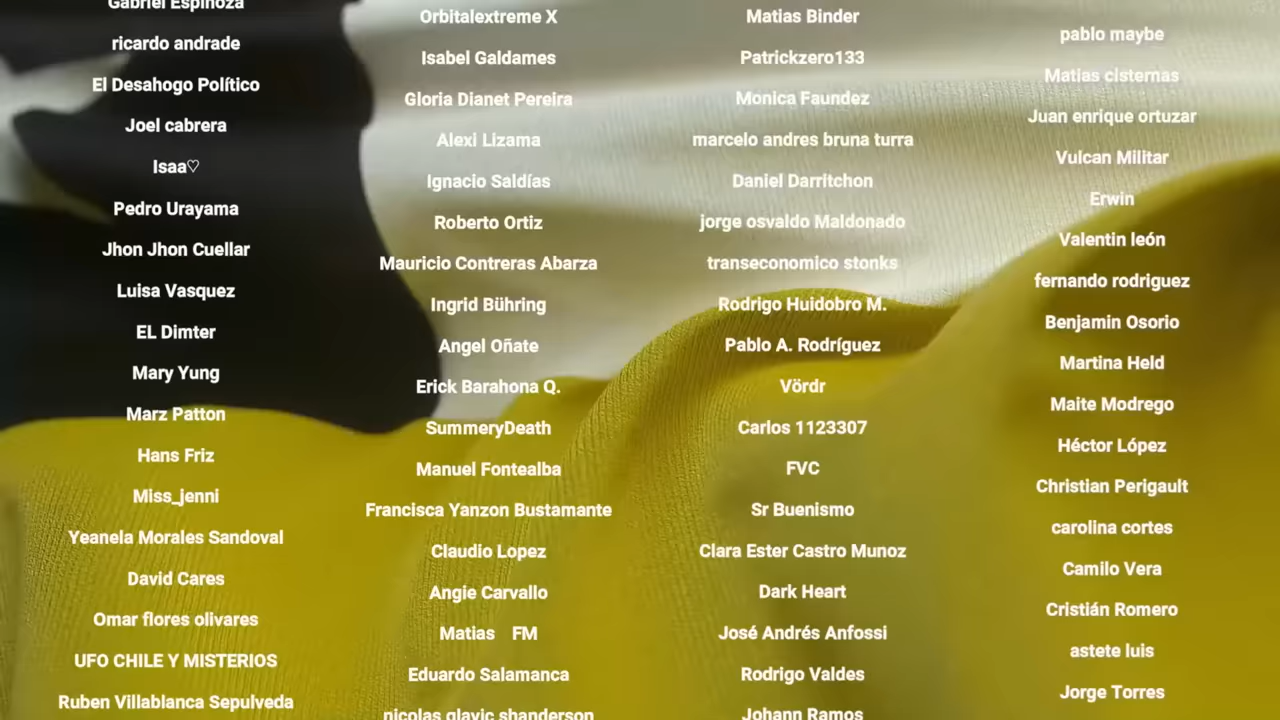 Gabriel Espinoza
ricardo andrade
El Desahogo Político
Joel cabrera
Isaa♡
Pedro Urayama
Jhon Jhon Cuellar
Luisa Vasquez
EL Dimter
Mary Yung
Marz Patton
Hans Friz
Miss_jenni
Yeanela Morales Sandoval
David Cares
Omar flores olivares
UFO CHILE Y MISTERIOS
Ruben Villablanca Sepulveda
Orbitalextreme X
Isabel Galdames
Gloria Dianet Pereira
Alexi Lizama
Ignacio Saldías
Roberto Ortiz
Mauricio Contreras Abarza
Ingrid Bühring
Angel Oñate
Erick Barahona Q.
SummeryDeath
Manuel Fontealba
Francisca Yanzon Bustamante
Claudio Lopez
Angie Carvallo
Matias FM
Eduardo Salamanca
nicolas glavic shanderson
Matias Binder
Patrickzero133
Monica Faundez
marcelo andres bruna turra
Daniel Darritchon
jorge osvaldo Maldonado
transeconomico stonks
Rodrigo Huidobro M.
Pablo A. Rodríguez
Vördr
Carlos 1123307
FVC
Sr Buenismo
Clara Ester Castro Munoz
Dark Heart
José Andrés Anfossi
Rodrigo Valdes
Johann Ramos
pablo maybe
Matias cisternas
Juan enrique ortuzar
Vulcan Militar
Erwin
Valentin león
fernando rodriguez
Benjamin Osorio
Martina Held
Maite Modrego
Héctor López
Christian Perigault
carolina cortes
Camilo Vera
Cristián Romero
astete luis
Jorge Torres